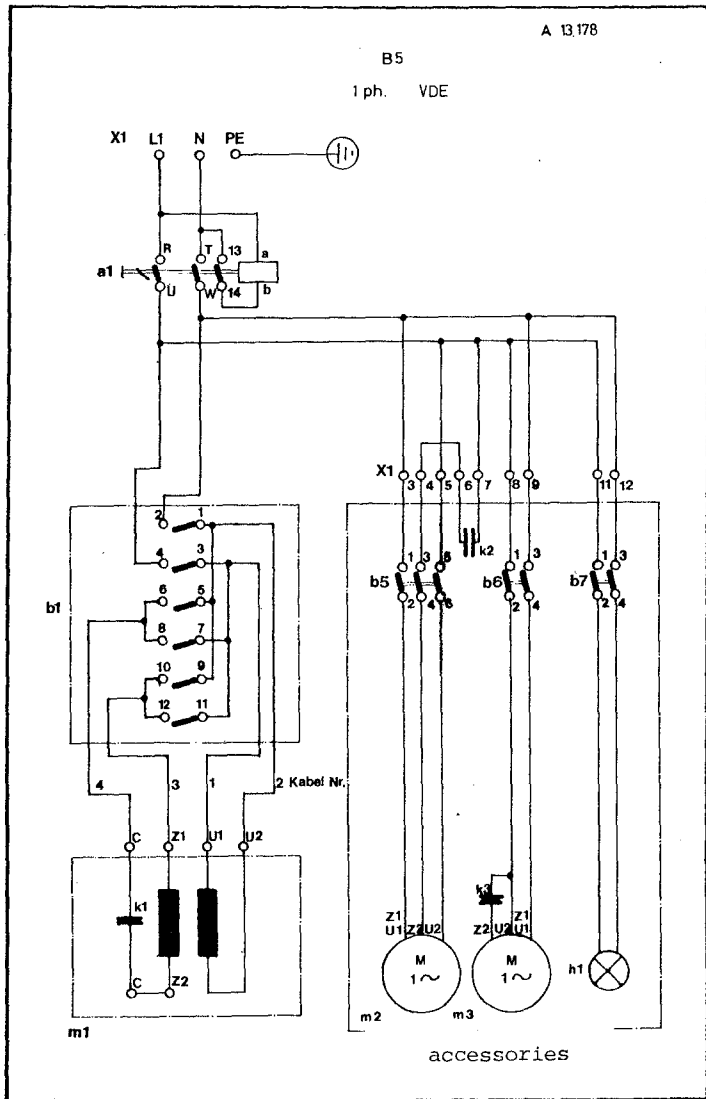 A 13,178
B5
1 ph. VDE
X1 L1 N PE
R T 13 a
a1
U W 14 b
X1
3 4 5 6 7 8 9 11 12
2 1
k2
4 3
1 3 5 1 3 1 3
b5 b6 b7
6 5
2 4 6 2 4 2 4
b1
8 7
10 9
12 11
4 3 1 2 Kabel Nr.
C Z1 U1 U2
k1
k3
Z1 Z1
U1 Z2 U2 Z2 U2 U1
M M
1~ 1~
h1
C Z2
m1
m2 m3
accessories